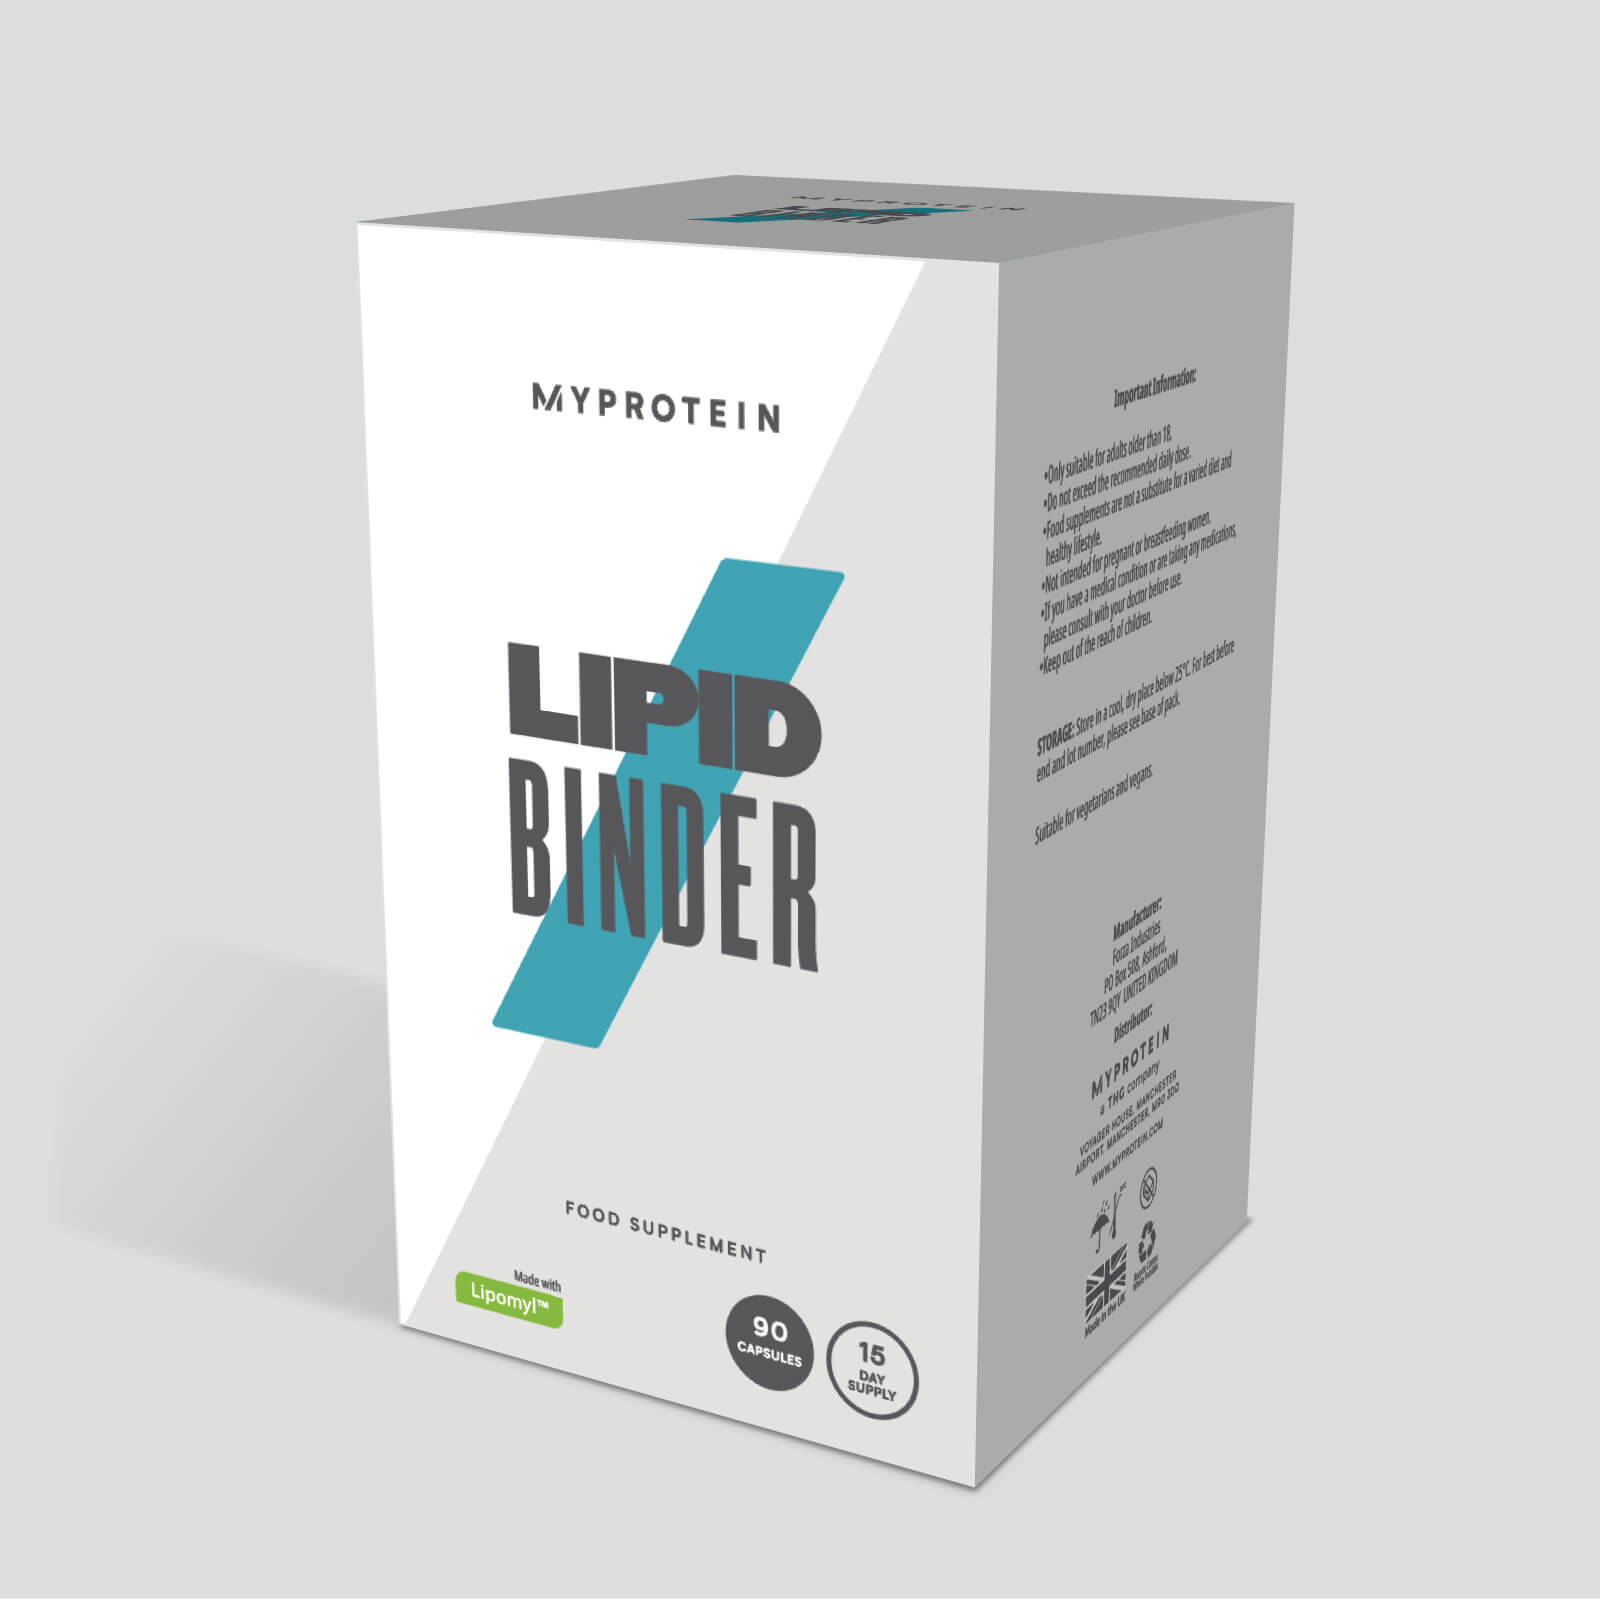 MYPROTEIN
LIPID
BINDER
MYPROTEIN
LIPID
BINDER
FOOD SUPPLEMENT
Made with
Lipomyl™
90
CAPSULES
15
DAY
SUPPLY
Important Information:
•Only suitable for adults older than 18.
•Do not exceed the recommended daily dose.
•Food supplements are not a substitute for a varied diet and
healthy lifestyle.
•Not intended for pregnant or breastfeeding women.
•If you have a medical condition or are taking any medications,
please consult with your doctor before use.
•Keep out of the reach of children.
STORAGE: Store in a cool, dry place below 25°C. For best before
end and lot number, please see base of pack.
Suitable for vegetarians and vegans.
Manufacturer:
Forza Industries
PO Box 508, Ashford,
TN23 9QY UNITED KINGDOM
Distributor:
MYPROTEIN
a THG company
VOYAGER HOUSE, MANCHESTER
AIRPORT, MANCHESTER, M90 3DQ
WWW.MYPROTEIN.COM
Made in the UK